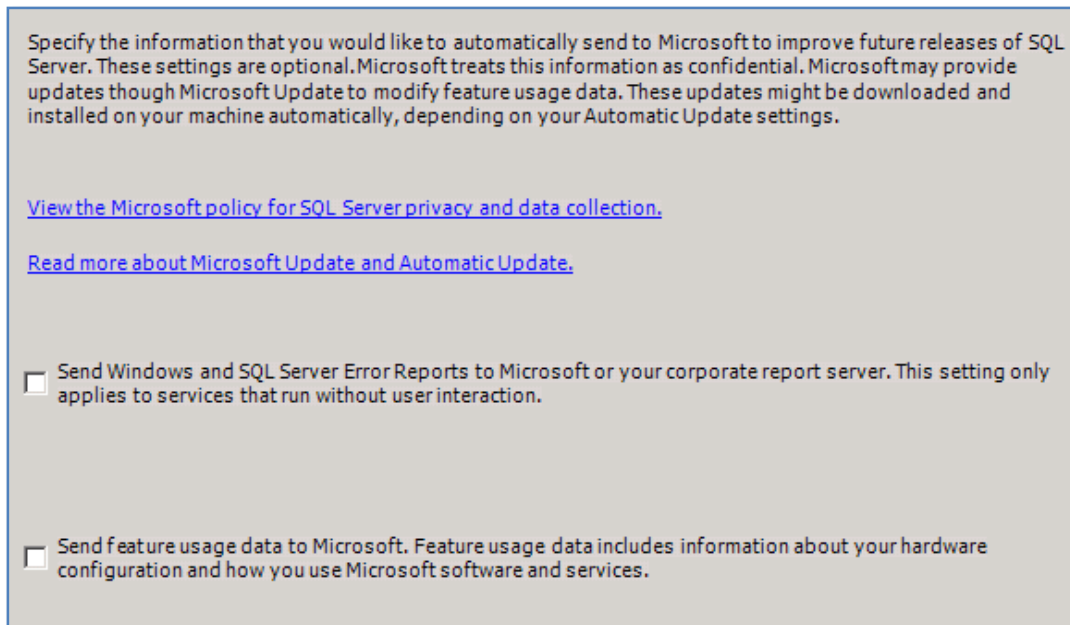 Specify the information that you would like to automatically send to Microsoft to improve future releases of SQL
Server. These settings are optional. Microsoft treats this information as confidential. Microsoft may provide
updates though Microsoft Update to modify feature usage data. These updates might be downloaded and
installed on your machine automatically, depending on your Automatic Update settings.
View the Microsoft policy for SQL Server privacy and data collection.
Read more about Microsoft Update and Automatic Update.
Send Windows and SQL Server Error Reports to Microsoft or your corporate report server. This setting only
applies to services that run without user interaction.
Send feature usage data to Microsoft. Feature usage data includes information about your hardware
configuration and how you use Microsoft software and services.